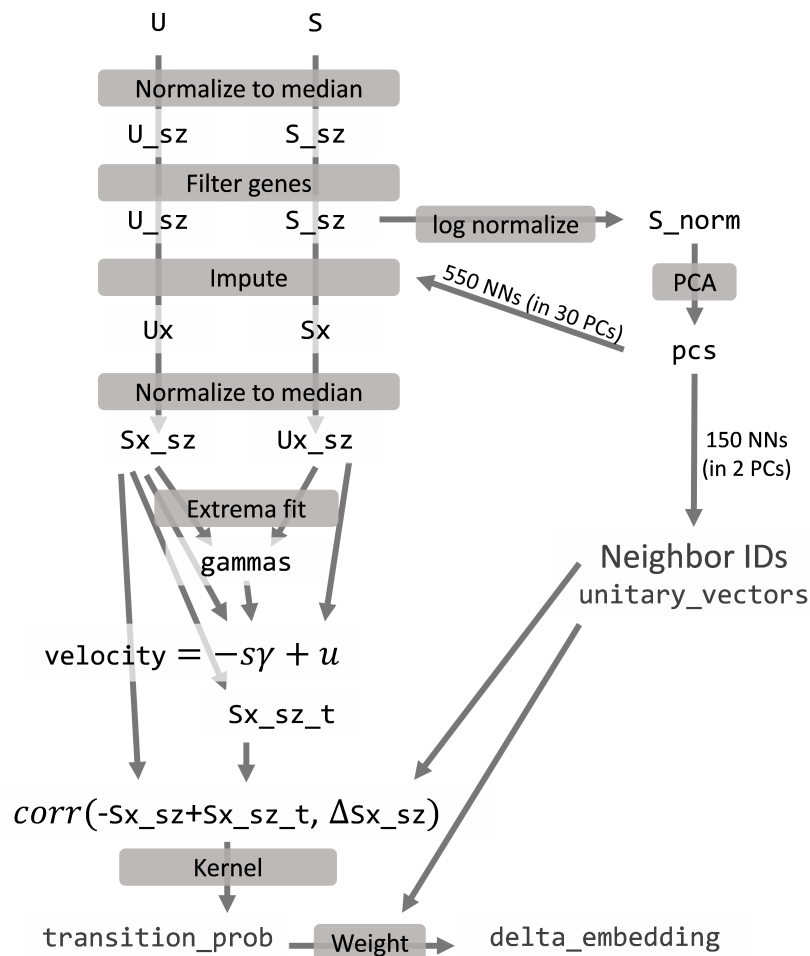 U S
Normalize to median
U_sz S_sz
Filter genes
U_sz S_sz log normalize S_norm
Impute 550 NNs (in 30 PCs) PCA
Ux Sx pcs
Normalize to median
Sx_sz Ux_sz 150 NNs
(in 2 PCs)
Extrema fit
gammas Neighbor IDs
unitary_vectors
velocity = −sγ + u
Sx_sz_t
corr(-Sx_sz+Sx_sz_t, ΔSx_sz)
Kernel
transition_prob Weight delta_embedding